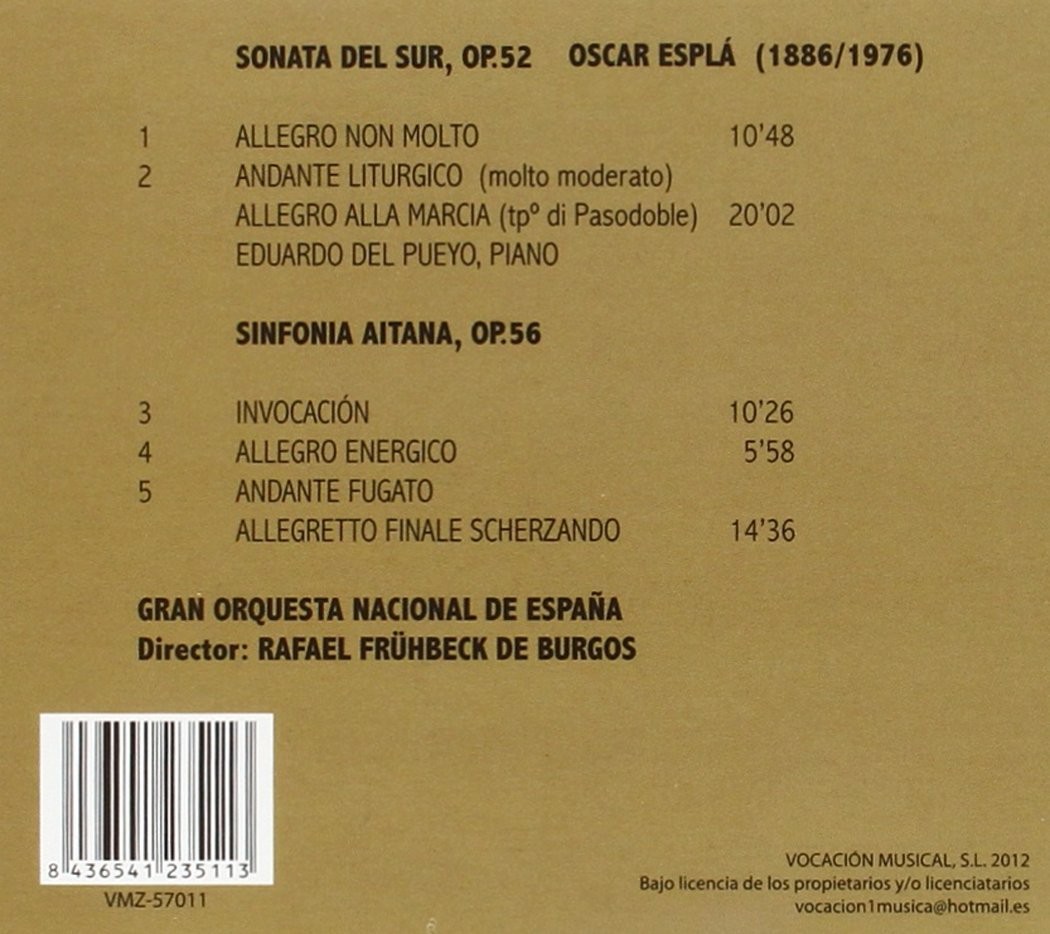 SONATA DEL SUR, OP.52 OSCAR ESPLÁ (1886/1976)
1 ALLEGRO NON MOLTO 10'48
2 ANDANTE LITURGICO (molto moderato)
ALLEGRO ALLA MARCIA (tpº di Pasodoble) 20'02
EDUARDO DEL PUEYO, PIANO
SINFONIA AITANA, OP.56
3 INVOCACIÓN 10'26
4 ALLEGRO ENERGICO 5'58
5 ANDANTE FUGATO
ALLEGRETTO FINALE SCHERZANDO 14'36
GRAN ORQUESTA NACIONAL DE ESPAÑA
Director: RAFAEL FRÜHBECK DE BURGOS
8 436541 235113
VMZ-57011
VOCACIÓN MUSICAL, S.L. 2012
Bajo licencia de los propietarios y/o licenciatarios
vocacion1musica@hotmail.es